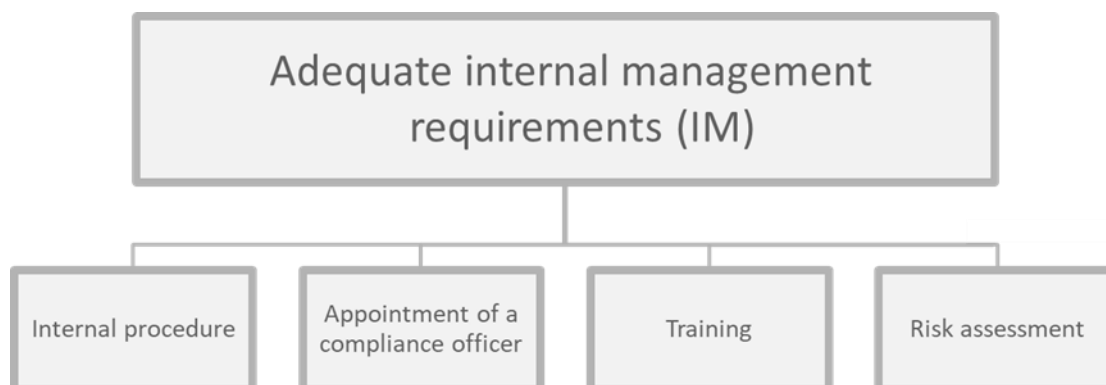 Adequate internal management
requirements (IM)
Internal procedure
Appointment of a
compliance officer
Training
Risk assessment